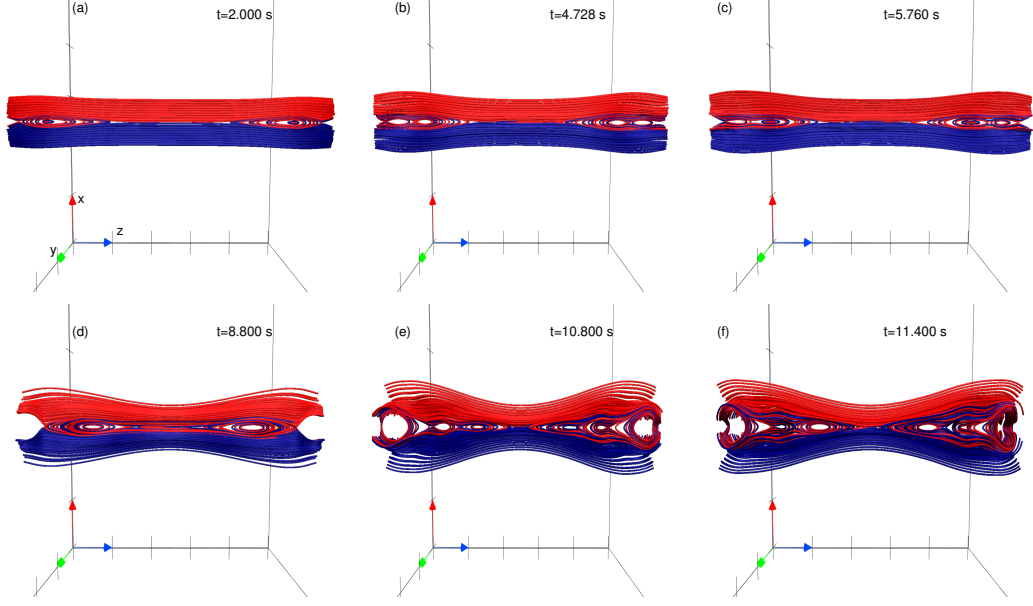 (a) t=2.000 s
(b) t=4.728 s
(c) t=5.760 s
x
z
y
(d) t=8.800 s
(e) t=10.800 s
(f) t=11.400 s